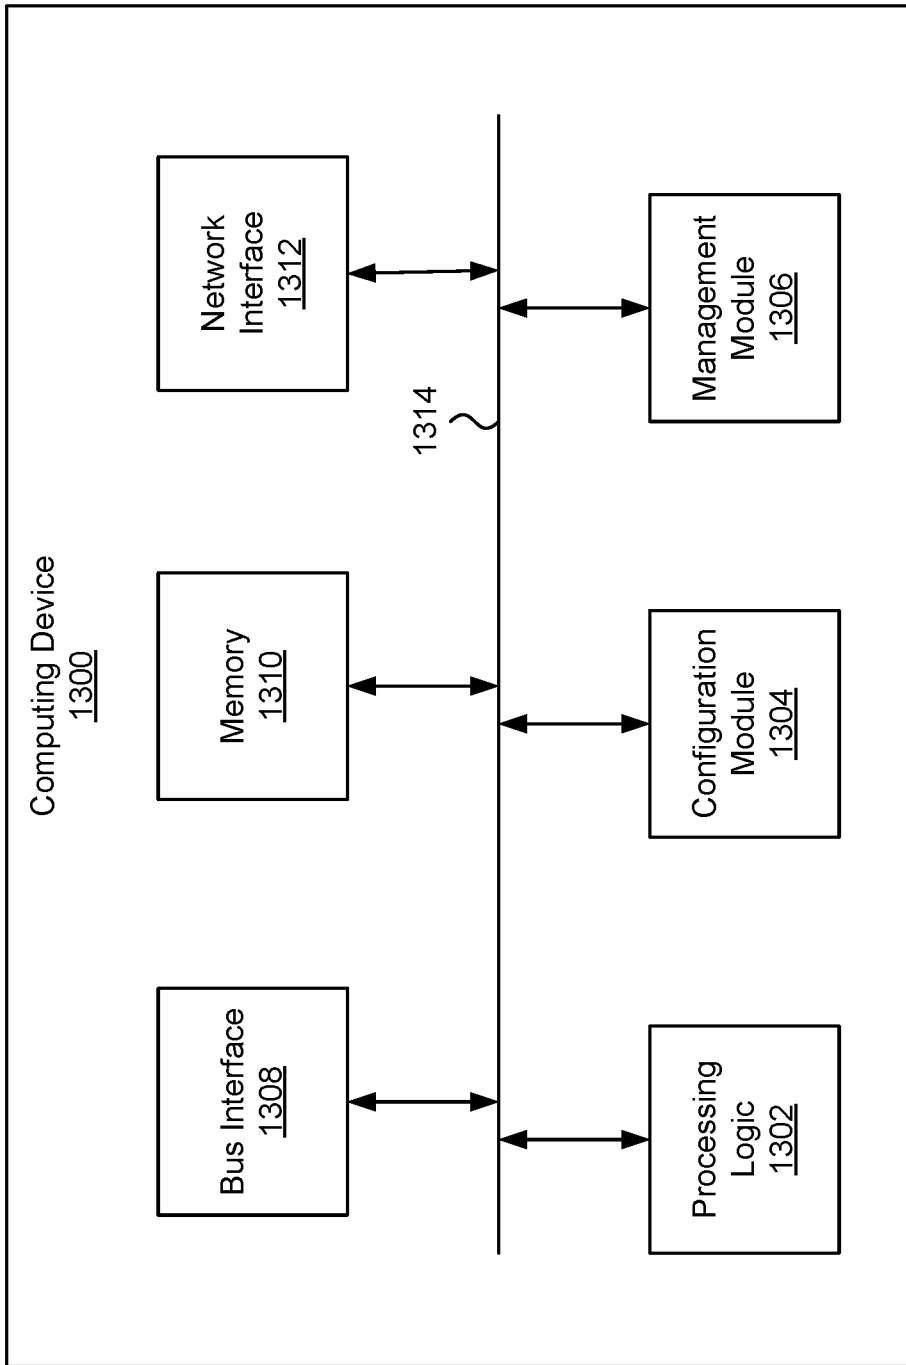 Computing Device
1300
Bus Interface
1308
Memory
1310
Network
Interface
1312
1314
Processing
Logic
1302
Configuration
Module
1304
Management
Module
1306